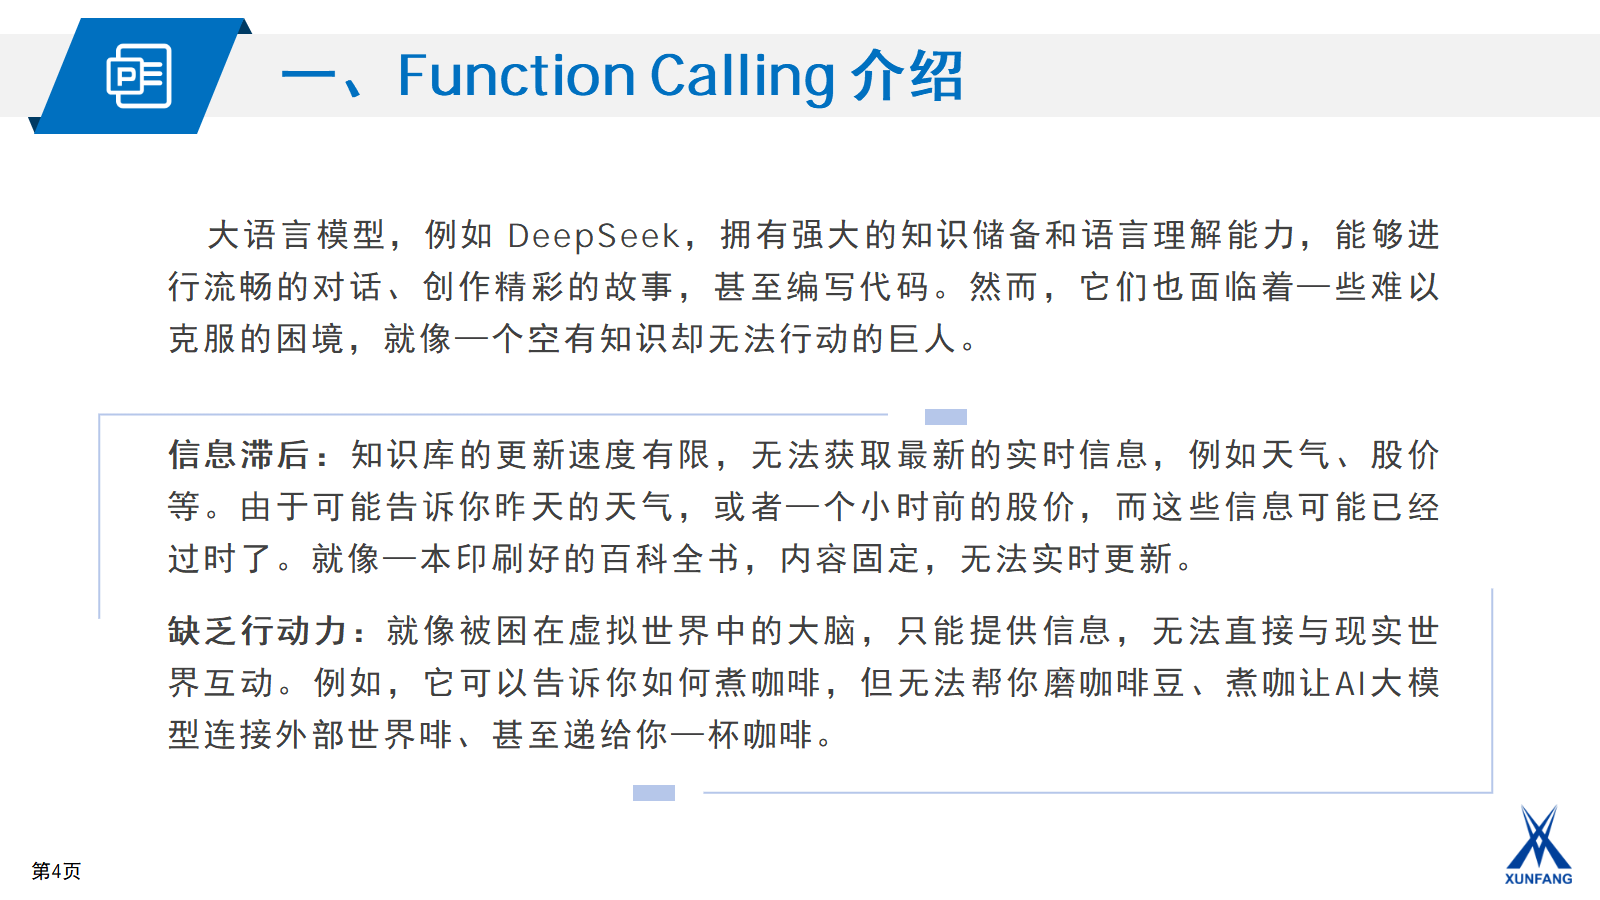 一、Function Calling 介绍
大语言模型，例如 DeepSeek，拥有强大的知识储备和语言理解能力，能够进
行流畅的对话、创作精彩的故事，甚至编写代码。然而，它们也面临着一些难以
克服的困境，就像一个空有知识却无法行动的巨人。
信息滞后：知识库的更新速度有限，无法获取最新的实时信息，例如天气、股价
等。由于可能告诉你昨天的天气，或者一个小时前的股价，而这些信息可能已经
过时了。就像一本印刷好的百科全书，内容固定，无法实时更新。
缺乏行动力：就像被困在虚拟世界中的大脑，只能提供信息，无法直接与现实世
界互动。例如，它可以告诉你如何煮咖啡，但无法帮你磨咖啡豆、煮咖让AI大模
型连接外部世界啡、甚至递给你一杯咖啡。
第4页
XUNFANG